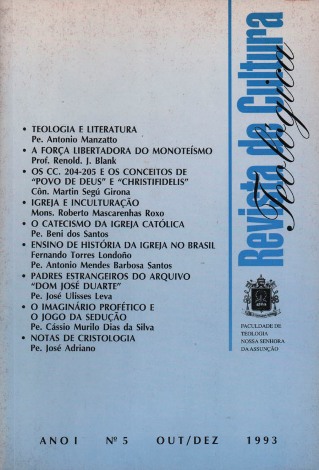 Revista de Cultura
Teológica
• TEOLOGIA E LITERATURA
Pe. Antonio Manzatto
• A FORÇA LIBERTADORA DO MONOTEÍSMO
Prof. Renold. J. Blank
• OS CC. 204-205 E OS CONCEITOS DE
"POVO DE DEUS" E "CHRISTIFIDELIS"
Côn. Martin Segú Girona
• IGREJA E INCULTURAÇÃO
Mons. Roberto Mascarenhas Roxo
• O CATECISMO DA IGREJA CATÓLICA
Pe. Beni dos Santos
• ENSINO DE HISTÓRIA DA IGREJA NO BRASIL
Fernando Torres Londoño
Pe. Antonio Mendes Barbosa Santos
• PADRES ESTRANGEIROS DO ARQUIVO
"DOM JOSÉ DUARTE"
Pe. José Ulisses Leva
• O IMAGINÁRIO PROFÉTICO E
O JOGO DA SEDUÇÃO
Pe. Cássio Murilo Dias da Silva
• NOTAS DE CRISTOLOGIA
Pe. José Adriano
FACULDADE DE
TEOLOGIA
NOSSA SENHORA
DA ASSUNÇÃO
ANO I Nº 5 OUT/DEZ 1993